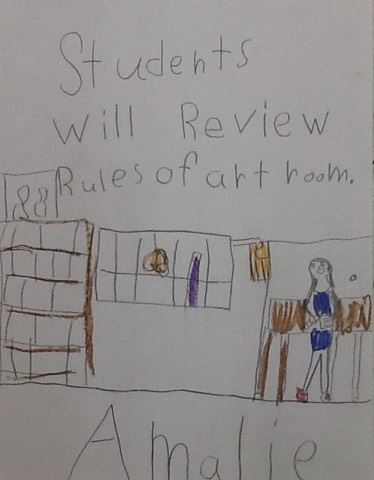 Students
will Review
Rules of art room.
Amalie